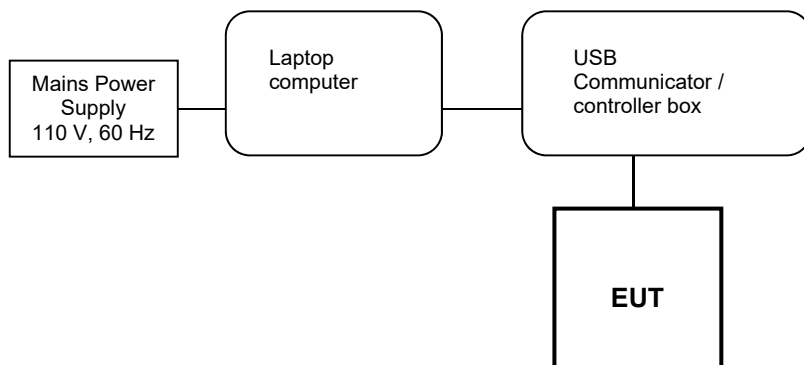 Mains Power
Supply
110 V, 60 Hz
Laptop
computer
USB
Communicator /
controller box
EUT